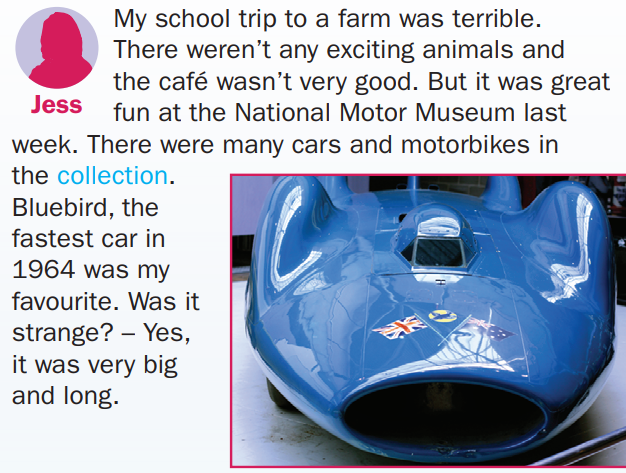 My school trip to a farm was terrible.
There weren't any exciting animals and
the café wasn't very good. But it was great
Jess
fun at the National Motor Museum last
week. There were many cars and motorbikes in
the collection.
Bluebird, the
fastest car in
1964 was my
favourite. Was it
strange? – Yes,
it was very big
and long.